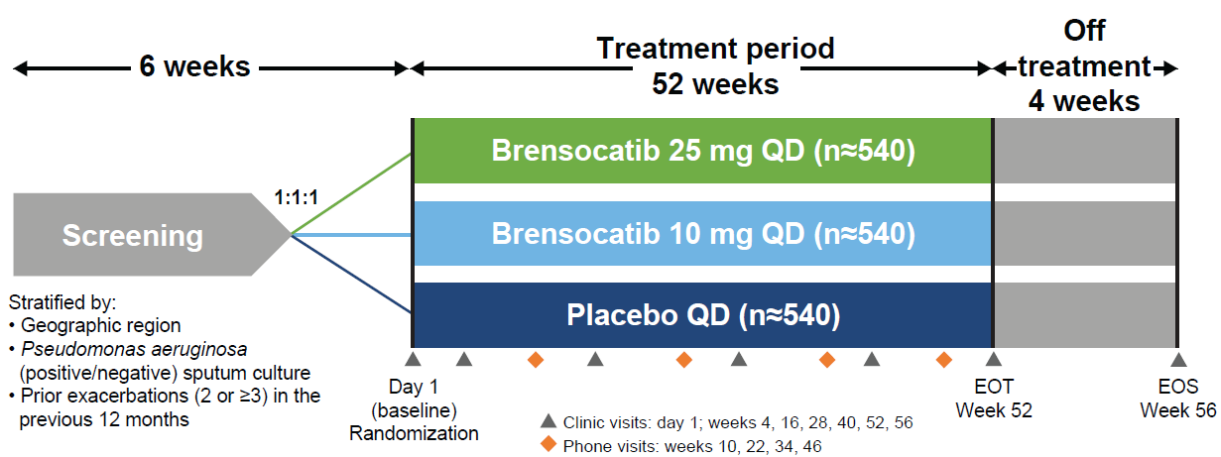 6 weeks
Treatment period
52 weeks
Off
treatment
4 weeks
Screening
1:1:1
Brensocatib 25 mg QD (n≈540)
Brensocatib 10 mg QD (n≈540)
Placebo QD (n≈540)
Stratified by:
• Geographic region
• Pseudomonas aeruginosa
(positive/negative) sputum culture
• Prior exacerbations (2 or ≥3) in the
previous 12 months
Day 1
(baseline)
Randomization
EOT
Week 52
EOS
Week 56
Clinic visits: day 1; weeks 4, 16, 28, 40, 52, 56
Phone visits: weeks 10, 22, 34, 46